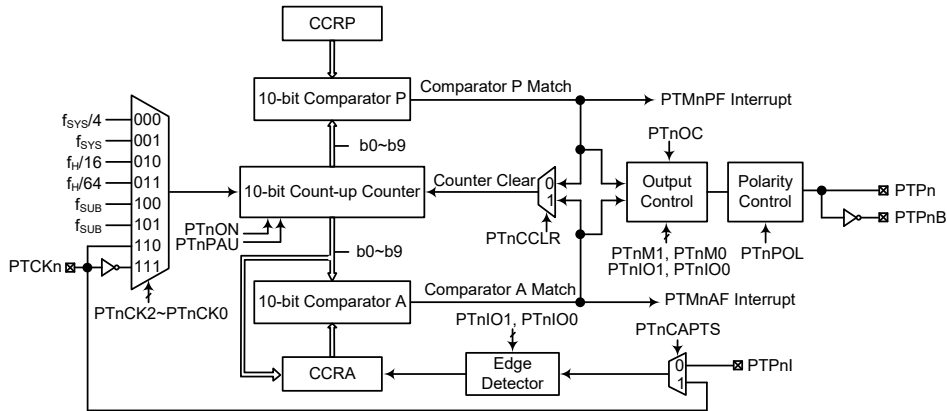 CCRP
10-bit Comparator P
Comparator P Match
PTMnPF Interrupt
b0~b9
fSYS/4
000
fSYS
001
fH/16
010
fH/64
011
fSUB
100
fSUB
101
110
111
PTCKn
PTnCK2~PTnCK0
10-bit Count-up Counter
PTnON
PTnPAU
Counter Clear
0
1
PTnCCLR
PTnOC
Output
Control
PTnM1, PTnM0
PTnIO1, PTnIO0
Polarity
Control
PTnPOL
PTPn
PTPnB
b0~b9
10-bit Comparator A
Comparator A Match
PTMnAF Interrupt
PTnIO1, PTnIO0
PTnCAPTS
CCRA
Edge
Detector
0
1
PTPnI